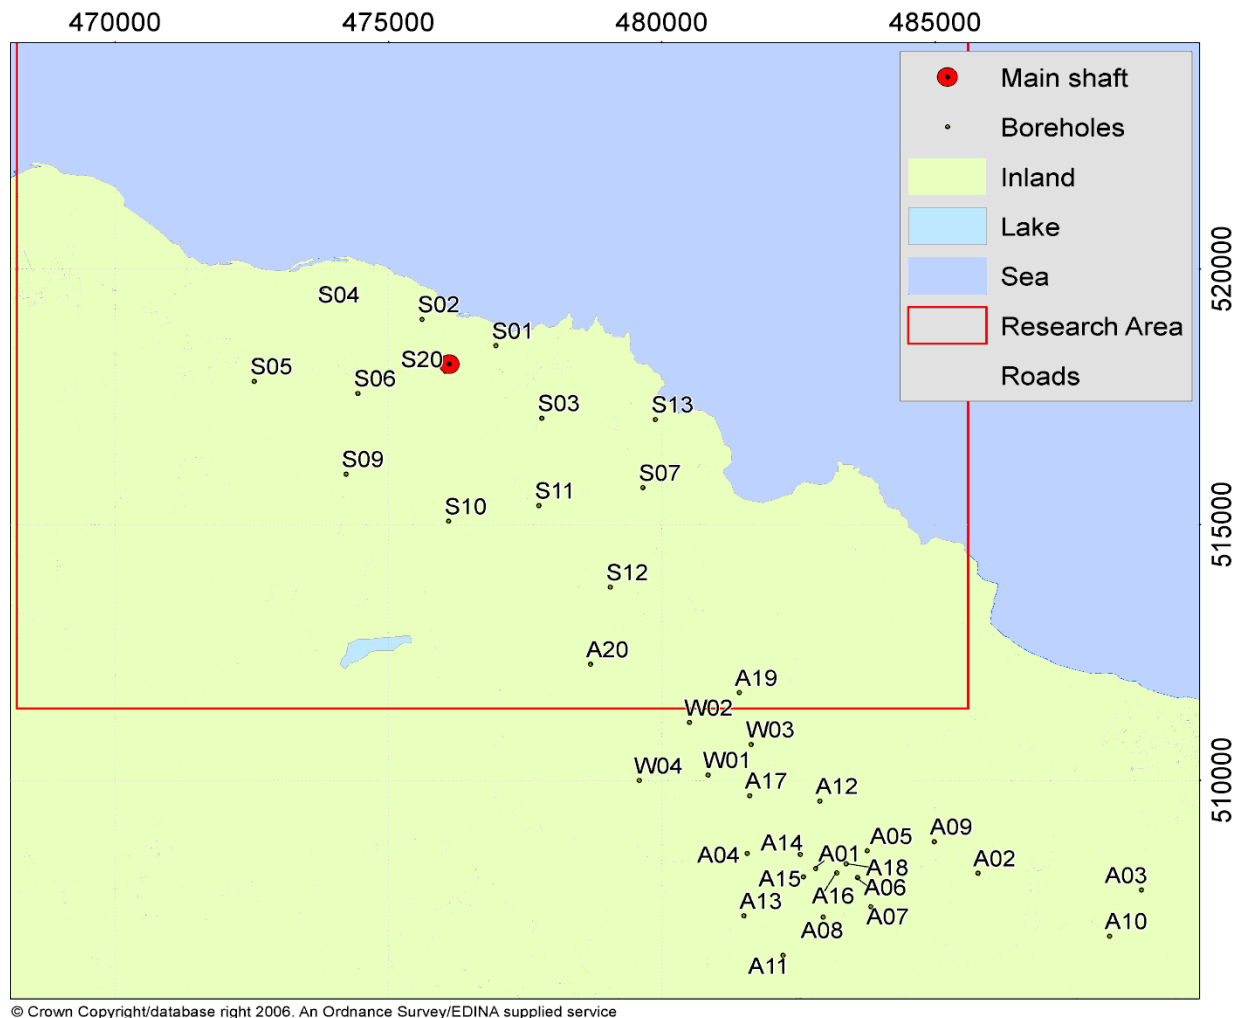 470000 475000 480000 485000
Main shaft
Boreholes
Inland
Lake
Sea
Research Area
Roads
520000
515000
510000
S04
S02
S01
S20
S05
S06
S03
S13
S09
S07
S11
S10
S12
A20
A19
W02
W03
W01
W04
A17
A12
A05
A09
A14
A01
A04
A18
A02
A15
A06
A03
A16
A13
A07
A10
A08
A11
© Crown Copyright/database right 2006. An Ordnance Survey/EDINA supplied service